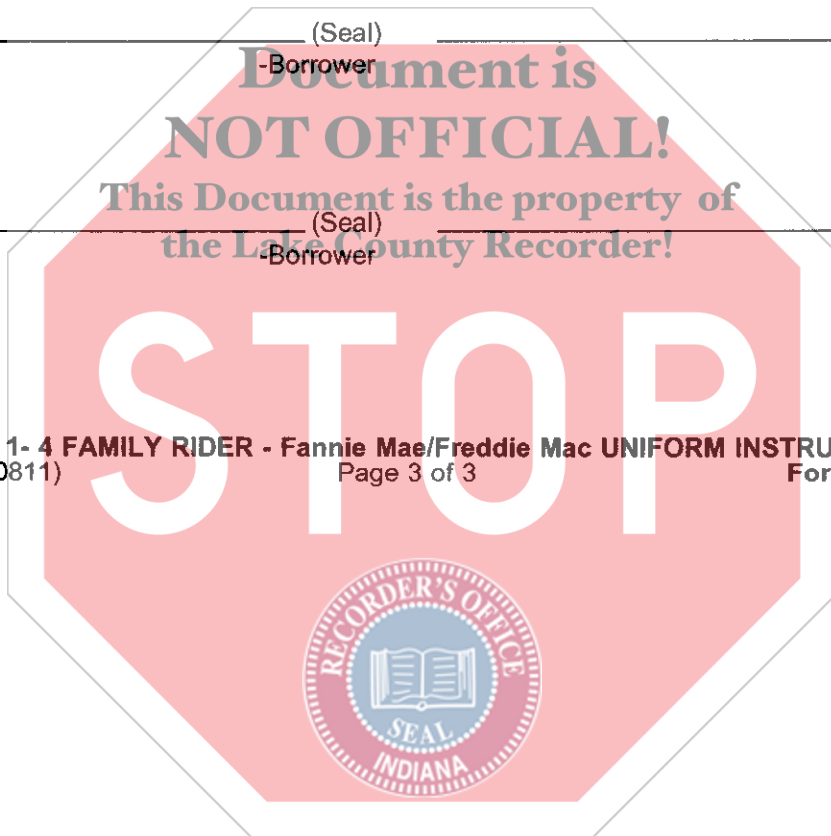 (Seal)
-Borrower
Document is
NOT OFFICIAL!
This Document is the property of
the Lake County Recorder!
(Seal)
-Borrower
STOP
1- 4 FAMILY RIDER - Fannie Mae/Freddie Mac UNIFORM INSTRU
0811) Page 3 of 3 For
RECORDER'S OFFICE
SEAL
INDIANA